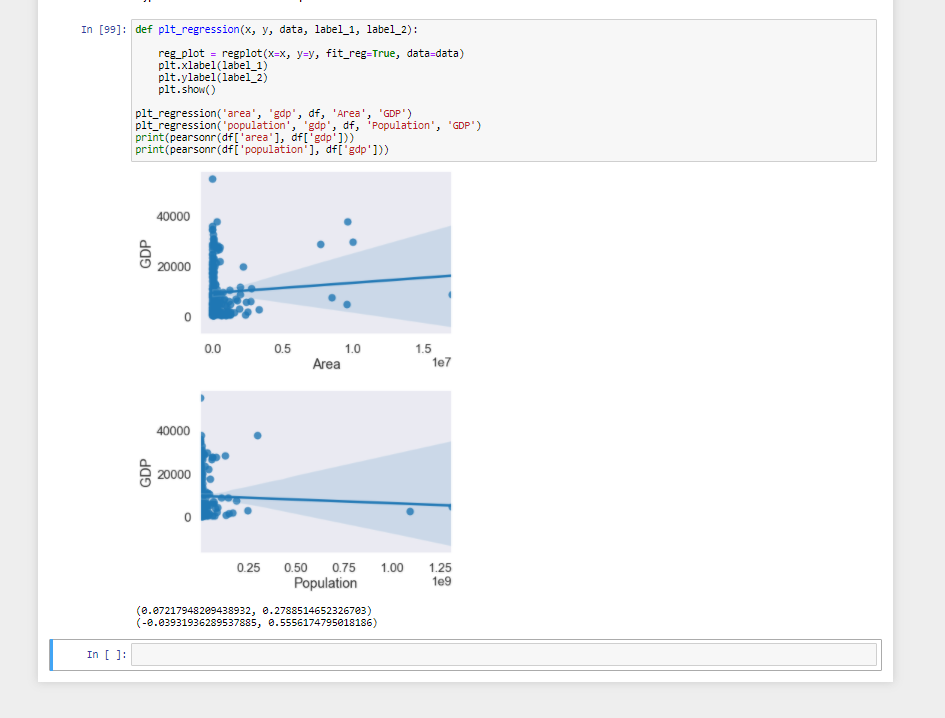 In [99]: def plt_regression(x, y, data, label_1, label_2):
reg_plot = regplot(x=x, y=y, fit_reg=True, data=data)
plt.xlabel(label_1)
plt.ylabel(label_2)
plt.show()
plt_regression('area', 'gdp', df, 'Area', 'GDP')
plt_regression('population', 'gdp', df, 'Population', 'GDP')
print(pearsonr(df['area'], df['gdp']))
print(pearsonr(df['population'], df['gdp']))
40000
GDP
20000
0
0.0 0.5 1.0 1.5
Area 1e7
40000
GDP
20000
0
0.25 0.50 0.75 1.00 1.25
Population 1e9
(0.07217948209438932, 0.2788514652326703)
(-0.03931936289537885, 0.5556174795018186)
In [ ]: